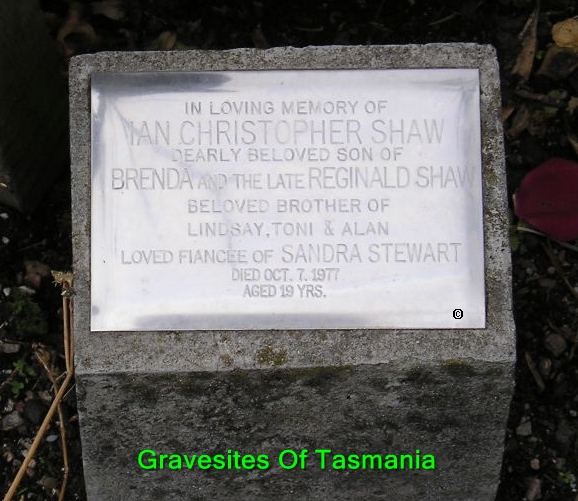 IN LOVING MEMORY OF
IAN CHRISTOPHER SHAW
DEARLY BELOVED SON OF
BRENDA AND THE LATE REGINALD SHAW
BELOVED BROTHER OF
LINDSAY, TONI & ALAN
LOVED FIANCEE OF SANDRA STEWART
DIED OCT. 7. 1977
AGED 19 YRS.
©
Gravesites Of Tasmania